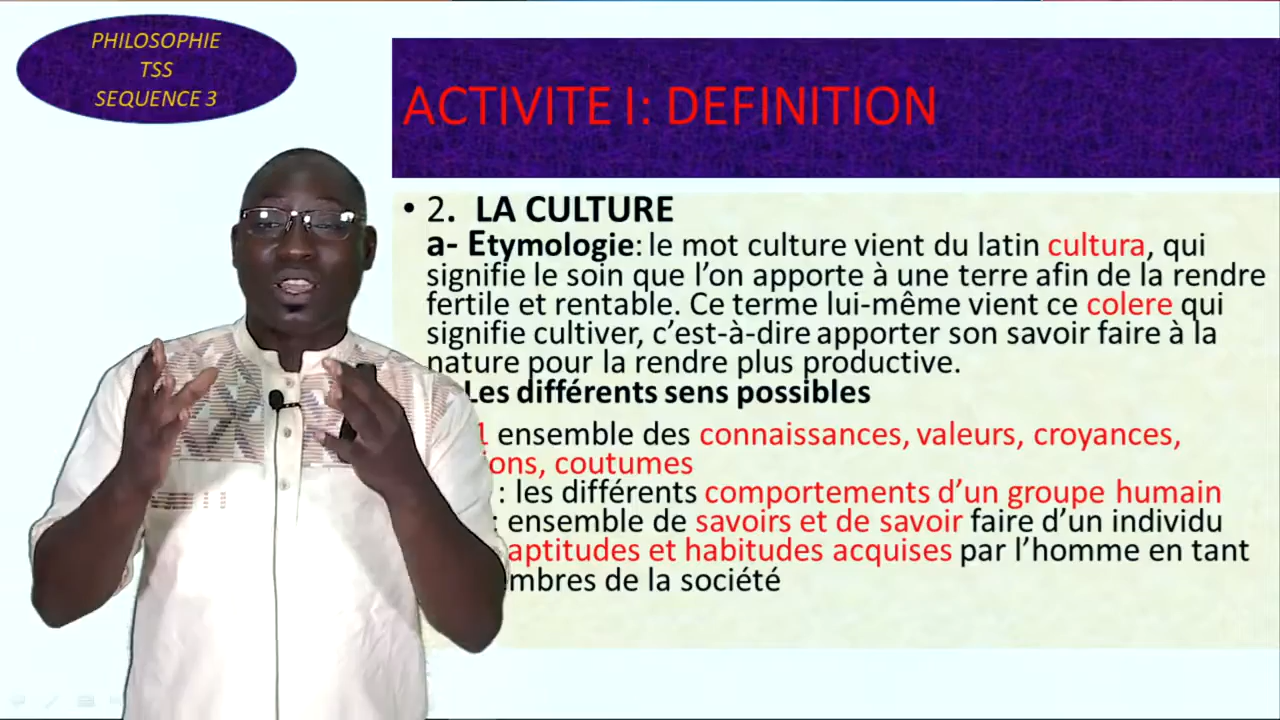 PHILOSOPHIE
TSS
SEQUENCE 3
ACTIVITE I: DEFINITION
• 2. LA CULTURE
a- Etymologie: le mot culture vient du latin cultura, qui
signifie le soin que l’on apporte à une terre afin de la rendre
fertile et rentable. Ce terme lui-même vient ce colere qui
signifie cultiver, c’est-à-dire apporter son savoir faire à la
nature pour la rendre plus productive.
Les différents sens possibles
1 ensemble des connaissances, valeurs, croyances,
coutumes
: les différents comportements d’un groupe humain
: ensemble de savoirs et de savoir faire d’un individu
aptitudes et habitudes acquises par l’homme en tant
de la société